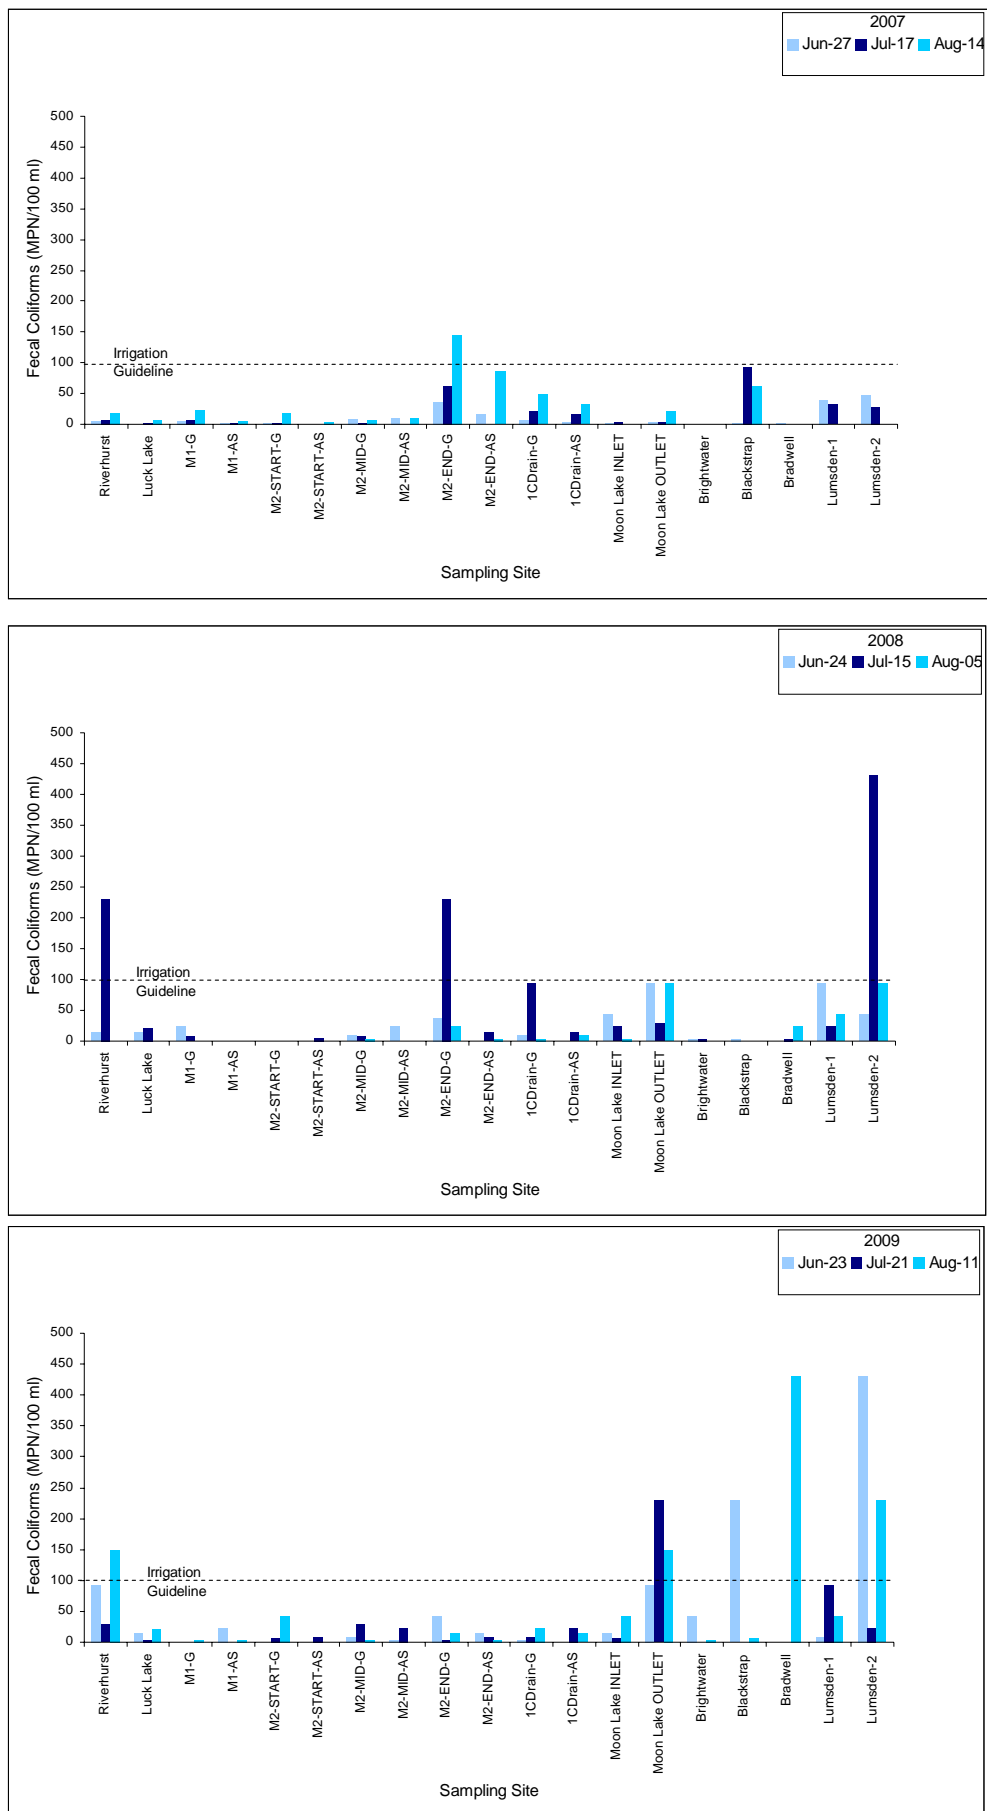 2007
Jun-27 Jul-17 Aug-14
Fecal Coliforms (MPN/100 ml)
500
450
400
350
300
250
200
150
100
50
0
Irrigation
Guideline
Riverhurst
Luck Lake
M1-G
M1-AS
M2-START-G
M2-START-AS
M2-MID-G
M2-MID-AS
M2-END-G
M2-END-AS
1CDrain-G
1CDrain-AS
Moon Lake INLET
Moon Lake OUTLET
Brightwater
Blackstrap
Bradwell
Lumsden-1
Lumsden-2
Sampling Site
2008
Jun-24 Jul-15 Aug-05
Fecal Coliforms (MPN/100 ml)
500
450
400
350
300
250
200
150
100
50
0
Irrigation
Guideline
Riverhurst
Luck Lake
M1-G
M1-AS
M2-START-G
M2-START-AS
M2-MID-G
M2-MID-AS
M2-END-G
M2-END-AS
1CDrain-G
1CDrain-AS
Moon Lake INLET
Moon Lake OUTLET
Brightwater
Blackstrap
Bradwell
Lumsden-1
Lumsden-2
Sampling Site
2009
Jun-23 Jul-21 Aug-11
Fecal Coliforms (MPN/100 ml)
500
450
400
350
300
250
200
150
100
50
0
Irrigation
Guideline
Riverhurst
Luck Lake
M1-G
M1-AS
M2-START-G
M2-START-AS
M2-MID-G
M2-MID-AS
M2-END-G
M2-END-AS
1CDrain-G
1CDrain-AS
Moon Lake INLET
Moon Lake OUTLET
Brightwater
Blackstrap
Bradwell
Lumsden-1
Lumsden-2
Sampling Site